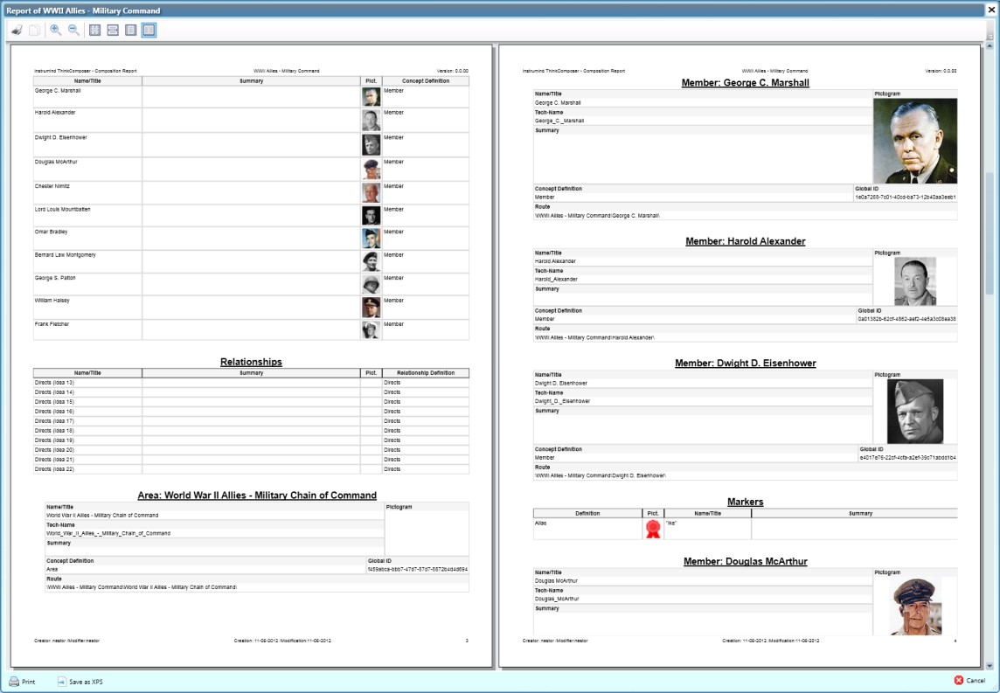 Report of WWII Allies - Military Command
Instrumind ThinkComposer - Composition Report WWII Allies - Military Command Version: 0.0.00
Name/Title Summary Pict. Concept Definition
George C. Marshall Member
Harold Alexander Member
Dwight D. Eisenhower Member
Douglas McArthur Member
Chester Nimitz Member
Lord Louis Mountbatten Member
Omar Bradley Member
Bernard Law Montgomery Member
George S. Patton Member
William Halsey Member
Frank Fletcher Member
Relationships
Name/Title Summary Pict. Relationship Definition
Directs (Idea 13) Directs
Directs (Idea 14) Directs
Directs (Idea 15) Directs
Directs (Idea 16) Directs
Directs (Idea 17) Directs
Directs (Idea 18) Directs
Directs (Idea 19) Directs
Directs (Idea 20) Directs
Directs (Idea 21) Directs
Directs (Idea 22) Directs
Area: World War II Allies - Military Chain of Command
Name/Title Pictogram
World War II Allies - Military Chain of Command
Tech-Name
World_War_II_Allies_-_Military_Chain_of_Command
Summary
Concept Definition Global ID
Area
Route
\WWII Allies - Military Command\World War II Allies - Military Chain of Command\
Creator: nestor /Modifier:nestor Creation: 11-06-2012 /Modification:11-06-2012 3
Instrumind ThinkComposer - Composition Report WWII Allies - Military Command Version: 0.0.00
Member: George C. Marshall
Name/Title Pictogram
George C. Marshall
Tech-Name
George_C._Marshall
Summary
Concept Definition Global ID
Member 1e0a7268-7c01-40cd-ba73-12b40aa3eeb1
Route
\WWII Allies - Military Command\George C. Marshall\
Member: Harold Alexander
Name/Title Pictogram
Harold Alexander
Tech-Name
Harold_Alexander
Summary
Concept Definition Global ID
Member
Route
\WWII Allies - Military Command\Harold Alexander\
Member: Dwight D. Eisenhower
Name/Title Pictogram
Dwight D. Eisenhower
Tech-Name
Dwight_D._Eisenhower
Summary
Concept Definition Global ID
Member e4017e76-22cf-4cfa-a2ef-39c71abdd1b4
Route
\WWII Allies - Military Command\Dwight D. Eisenhower\
Markers
Definition Pict. Name/Title Summary
Alias "Ike"
Member: Douglas McArthur
Name/Title Pictogram
Douglas McArthur
Tech-Name
Douglas_McArthur
Summary
Creator: nestor /Modifier:nestor Creation: 11-06-2012 /Modification:11-06-2012 4
Print Save as XPS Cancel